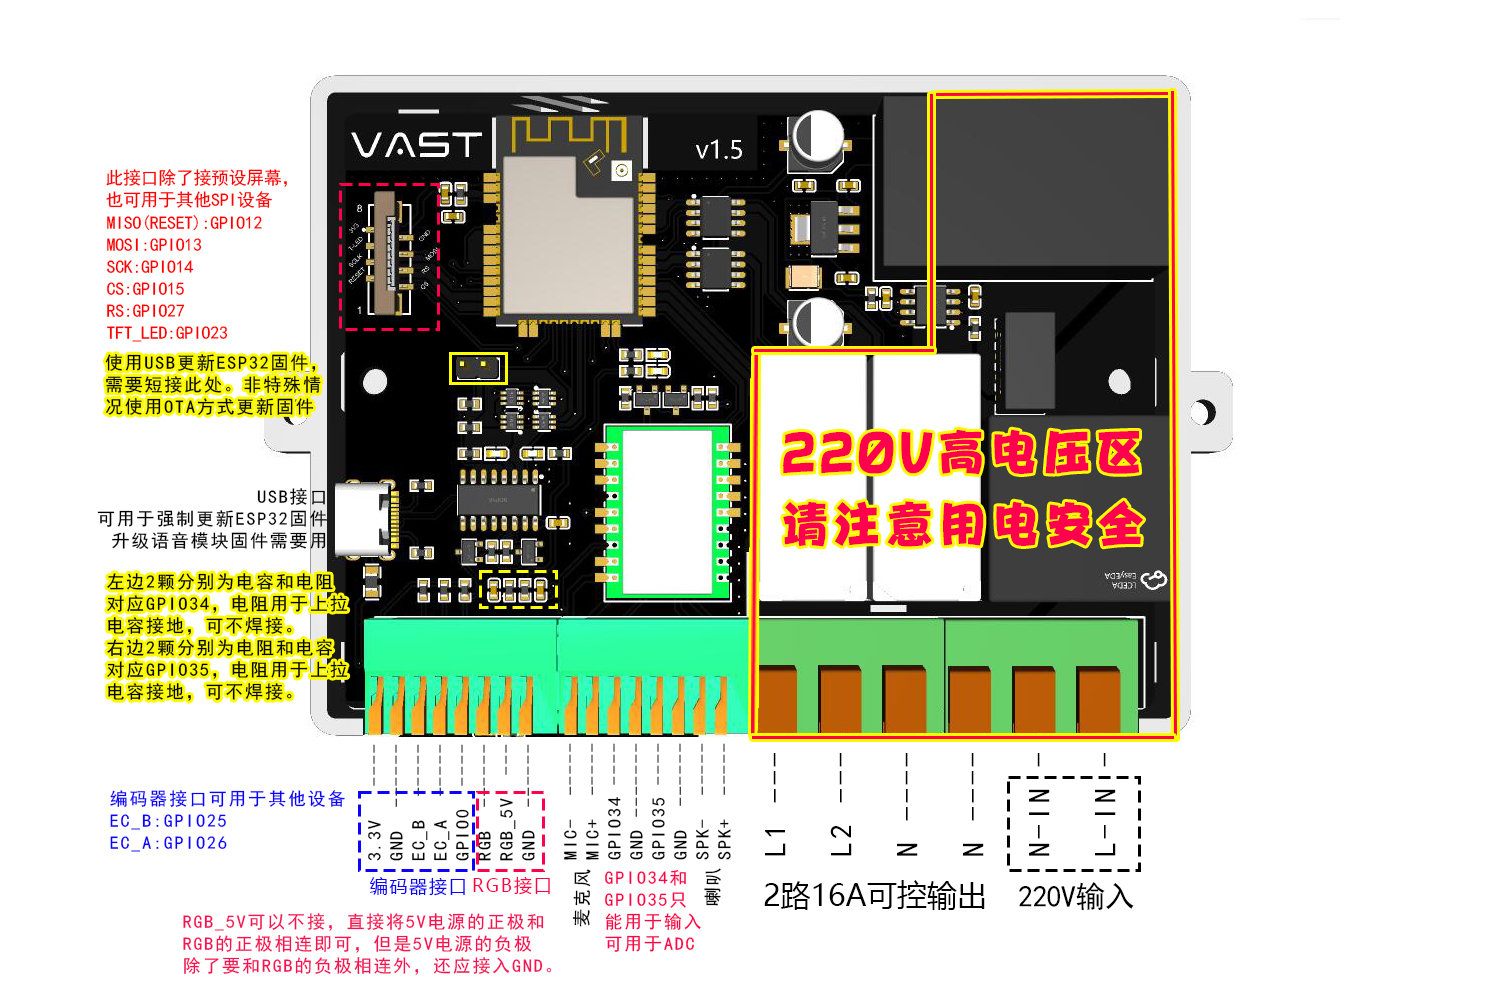 VAST
v1.5
此接口除了接预设屏幕，
也可用于其他SPI设备
MISO(RESET):GPIO12
MOSI:GPIO13
SCK:GPIO14
CS:GPIO15
RS:GPIO27
TFT_LED:GPIO23
8
3V3
T-LED
SCLK
RESET
GND
MOSI
RS
CS
1
使用USB更新ESP32固件，
需要短接此处。非特殊情
况使用OTA方式更新固件
220V高电压区
请注意用电安全
USB接口
可用于强制更新ESP32固件
升级语音模块固件需要用
LCEDA
EasyEDA
左边2颗分别为电容和电阻
对应GPIO34，电阻用于上拉
电容接地，可不焊接。
右边2颗分别为电阻和电容
对应GPIO35，电阻用于上拉
电容接地，可不焊接。
编码器接口可用于其他设备
EC_B:GPIO25
EC_A:GPIO26
3.3V
GND
EC_B
EC_A
GPIO0
RGB
RGB_5V
GND
MIC-
MIC+
GPIO34
GND
GPIO35
GND
SPK-
SPK+
L1
L2
N
N
N-IN
L-IN
编码器接口
RGB接口
麦克风
GPIO34和
GPIO35只
能用于输入
可用于ADC
喇叭
2路16A可控输出
220V输入
RGB_5V可以不接，直接将5V电源的正极和
RGB的正极相连即可，但是5V电源的负极
除了要和RGB的负极相连外，还应接入GND。